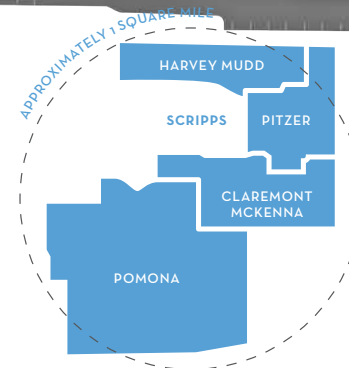 APPROXIMATELY 1 SQUARE MILE
HARVEY MUDD
SCRIPPS
PITZER
CLAREMONT
MCKENNA
POMONA